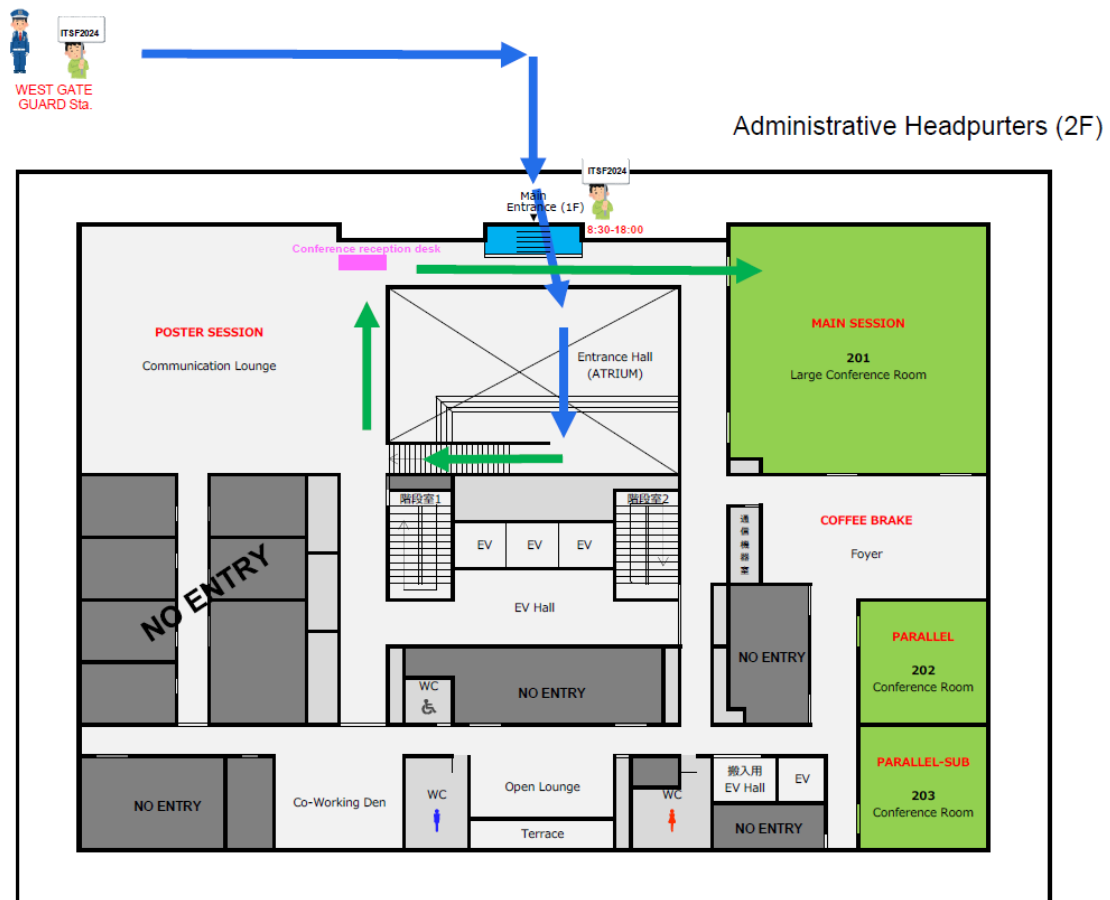 ITSF2024
WEST GATE
GUARD Sta.
Administrative Headpurters (2F)
ITSF2024
Main
Entrance (1F)
8:30-18:00
Conference reception desk
POSTER SESSION
Communication Lounge
Entrance Hall
(ATRIUM)
MAIN SESSION
201
Large Conference Room
階段室1
階段室2
EV
EV
EV
EV Hall
通信機器室
COFFEE BRAKE
Foyer
NO ENTRY
NO ENTRY
PARALLEL
202
Conference Room
WC
NO ENTRY
PARALLEL-SUB
203
Conference Room
NO ENTRY
Co-Working Den
WC
Open Lounge
Terrace
WC
搬入用
EV Hall
EV
NO ENTRY